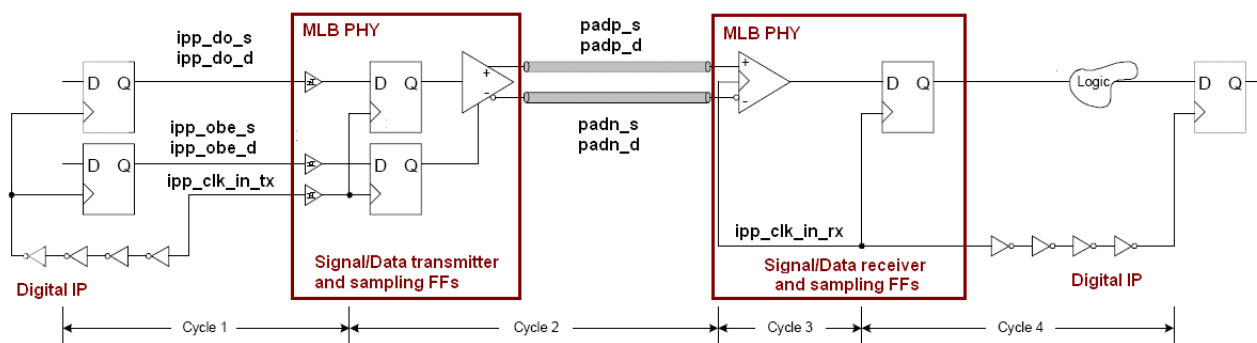 ipp_do_s
ipp_do_d
MLB PHY
padp_s
padp_d
MLB PHY
D Q
D Q
+
-
+
-
D Q
Logic
D Q
ipp_obe_s
ipp_obe_d
padn_s
padn_d
D Q
D Q
ipp_clk_in_tx
ipp_clk_in_rx
Signal/Data transmitter
and sampling FFs
Signal/Data receiver
and sampling FFs
Digital IP
Digital IP
Cycle 1
Cycle 2
Cycle 3
Cycle 4